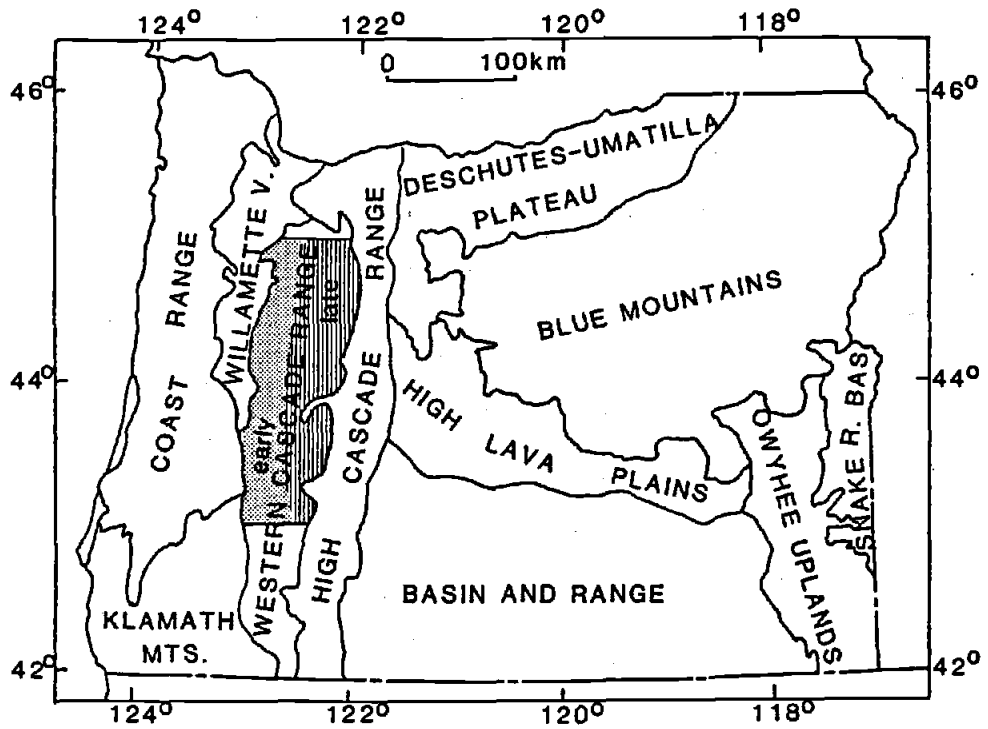 124° 122° 120° 118°
0 100km
46° 46°
DESCHUTES-UMATILLA
PLATEAU
WILLAMETTE V.
COAST RANGE
HIGH CASCADE RANGE
WESTERN CASCADE RANGE
early
late
BLUE MOUNTAINS
44° 44°
HIGH LAVA PLAINS
OWYHEE UPLANDS
SNAKE R. BAS
BASIN AND RANGE
KLAMATH
MTS.
42° 42°
124° 122° 120° 118°